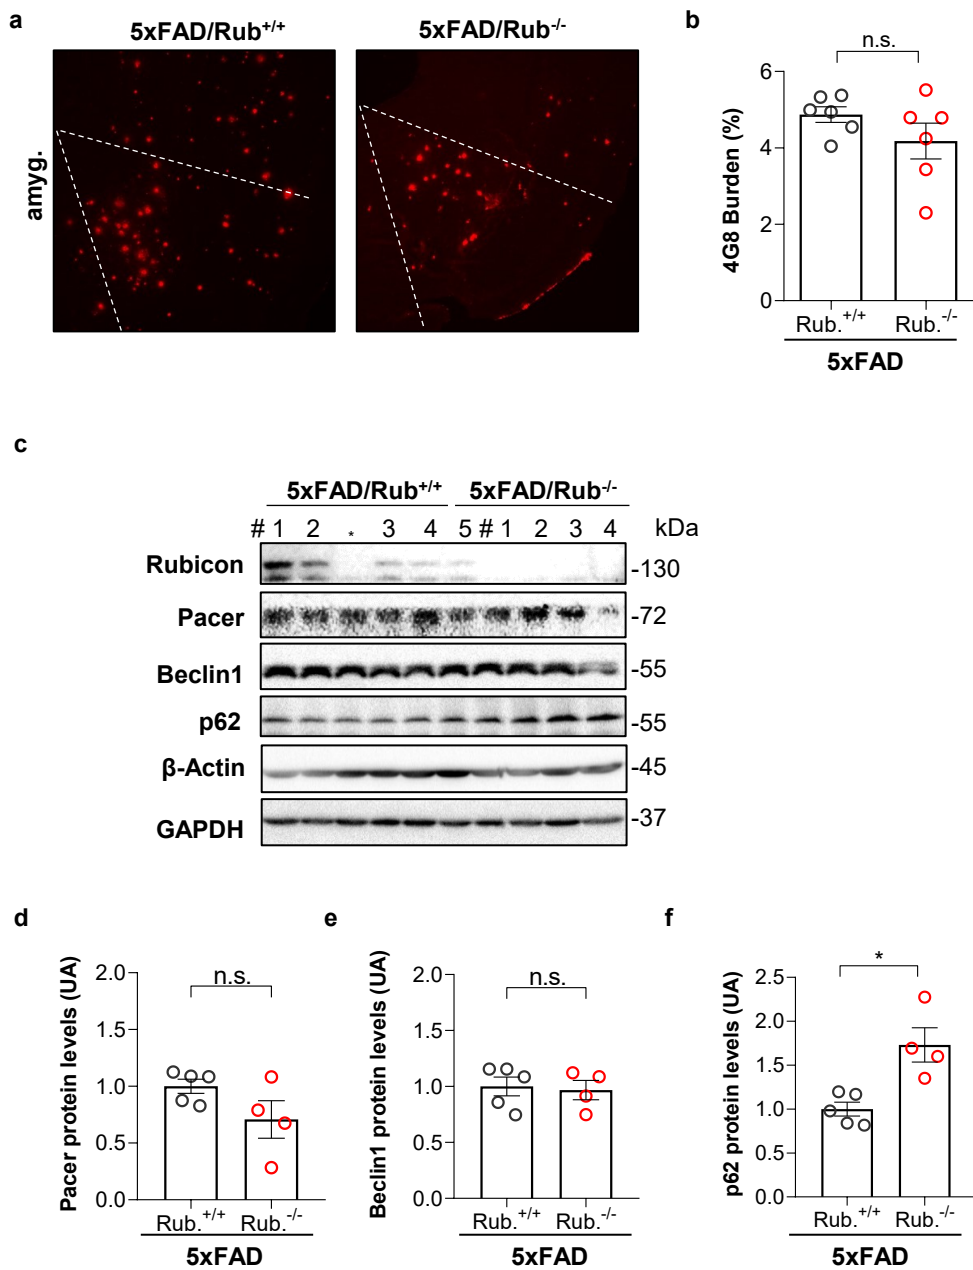 a
5xFAD/Rub+/+
5xFAD/Rub-/-
amyg.
b
n.s.
4G8 Burden (%)
6
4
2
0
Rub.+/+
Rub.-/-
5xFAD
c
5xFAD/Rub+/+
5xFAD/Rub-/-
# 1 2 * 3 4 5 # 1 2 3 4 kDa
Rubicon -130
Pacer -72
Beclin1 -55
p62 -55
β-Actin -45
GAPDH -37
d
n.s.
Pacer protein levels (UA)
2.0
1.5
1.0
0.5
0.0
Rub.+/+
Rub.-/-
5xFAD
e
n.s.
Beclin1 protein levels (UA)
2.0
1.5
1.0
0.5
0.0
Rub.+/+
Rub.-/-
5xFAD
f
*
p62 protein levels (UA)
2.5
2.0
1.5
1.0
0.5
0.0
Rub.+/+
Rub.-/-
5xFAD